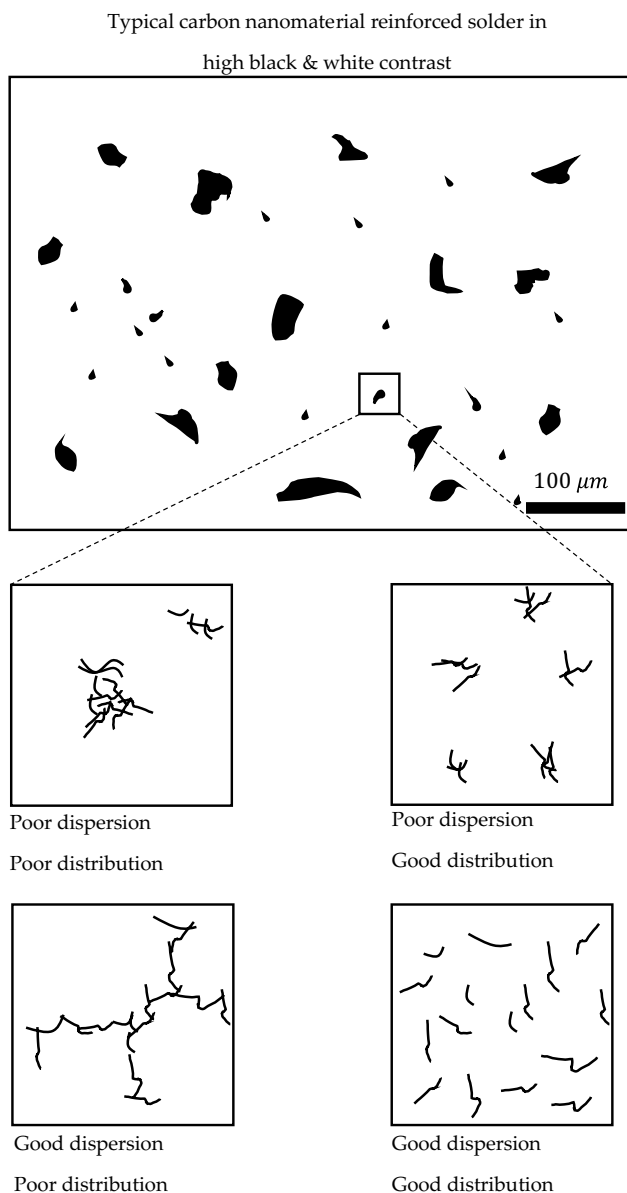 Typical carbon nanomaterial reinforced solder in
high black & white contrast
100 μm
Poor dispersion
Poor distribution
Poor dispersion
Good distribution
Good dispersion
Poor distribution
Good dispersion
Good distribution